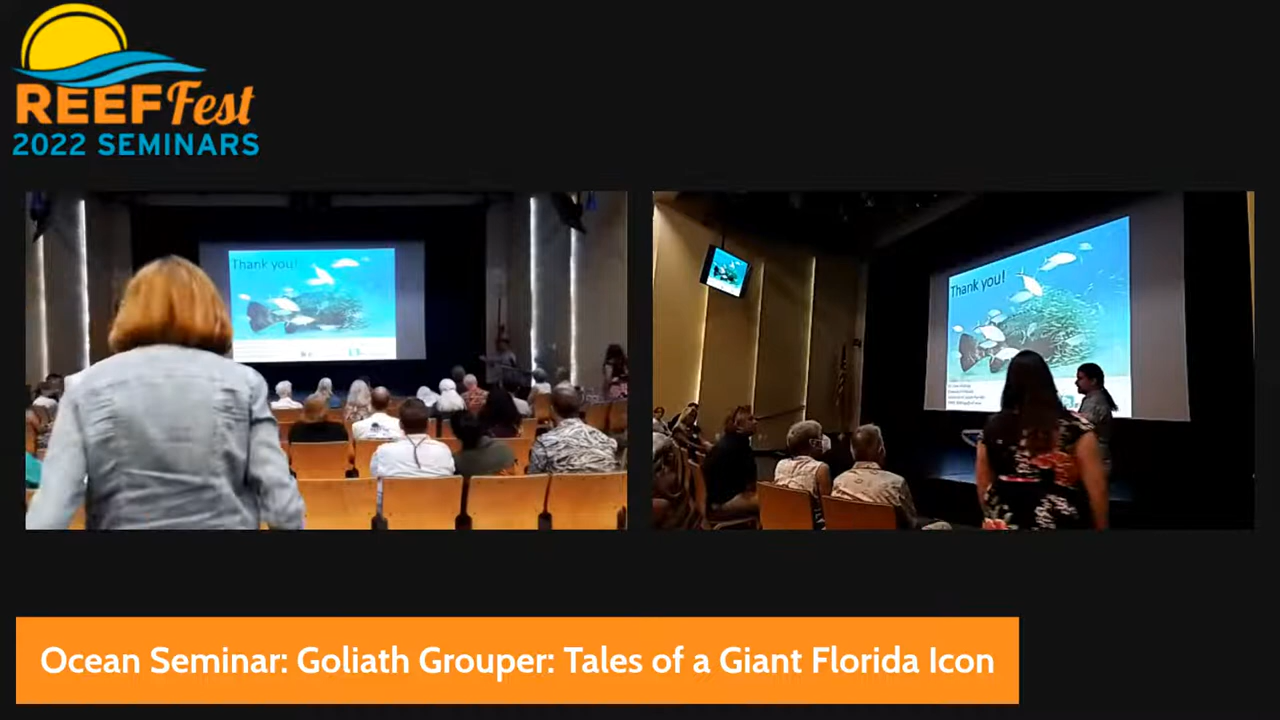 REEF Fest
2022 SEMINARS
Thank you!
Thank you!
Ocean Seminar: Goliath Grouper: Tales of a Giant Florida Icon